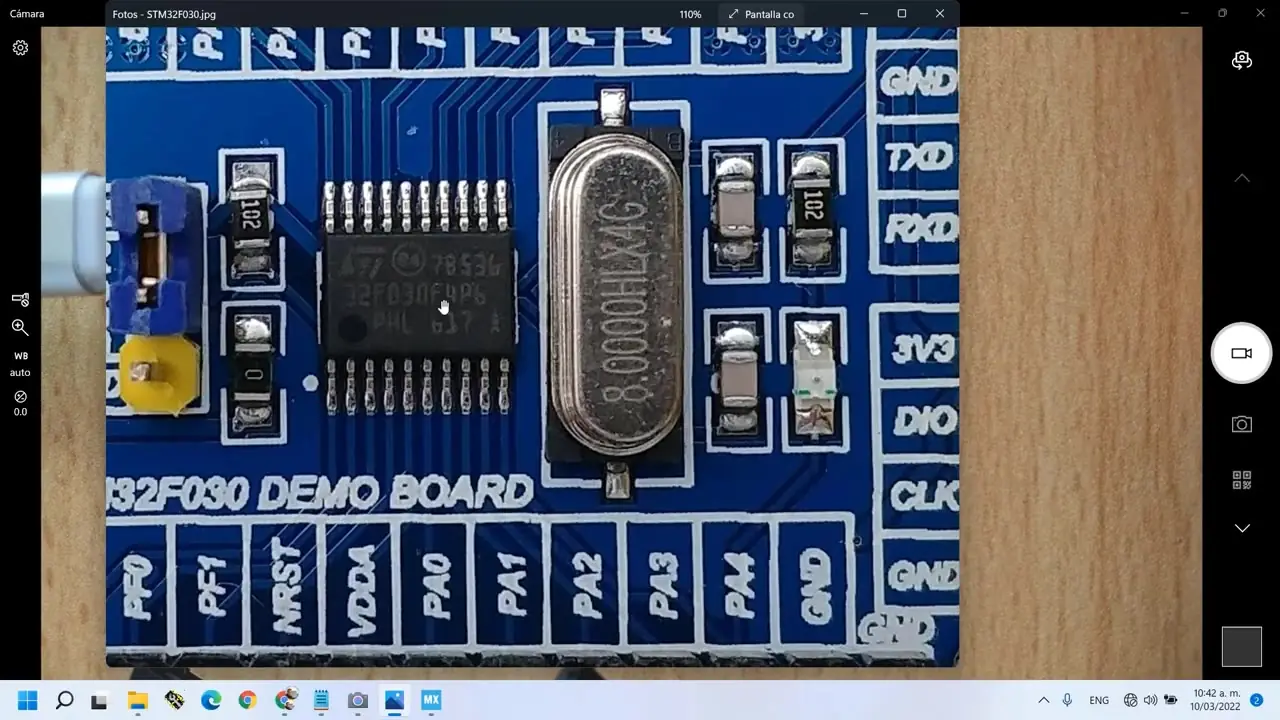 Cámara
Fotos - STM32F030.jpg
110%
Pantalla co
GND
TXD
RXD
102
102
78536
32F030F4P6
PHL 637
8.0000HLXYG
0
3V3
DIO
CLK
GND
GND
32F030 DEMO BOARD
PF0
PF1
NRST
VDDA
PA0
PA1
PA2
PA3
PA4
GND
WB
auto
0.0
MX
ENG
10:42 a. m.
10/03/2022
2